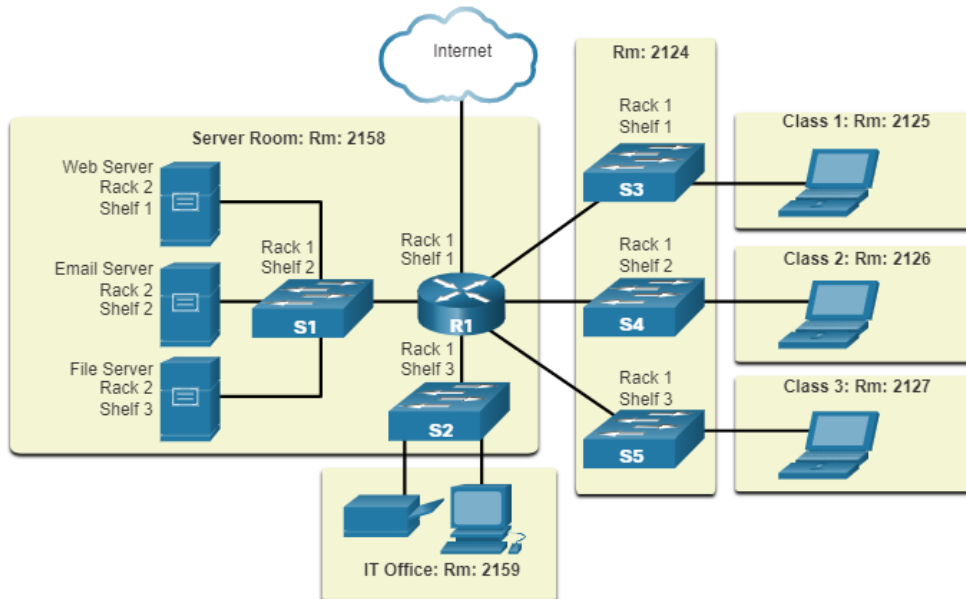 Internet
Rm: 2124
Rack 1
Shelf 1
S3
Class 1: Rm: 2125
Server Room: Rm: 2158
Web Server
Rack 2
Shelf 1
Rack 1
Shelf 2
Rack 1
Shelf 1
Email Server
Rack 2
Shelf 2
S1
R1
Rack 1
Shelf 2
S4
Class 2: Rm: 2126
File Server
Rack 2
Shelf 3
Rack 1
Shelf 3
S2
Rack 1
Shelf 3
S5
Class 3: Rm: 2127
IT Office: Rm: 2159